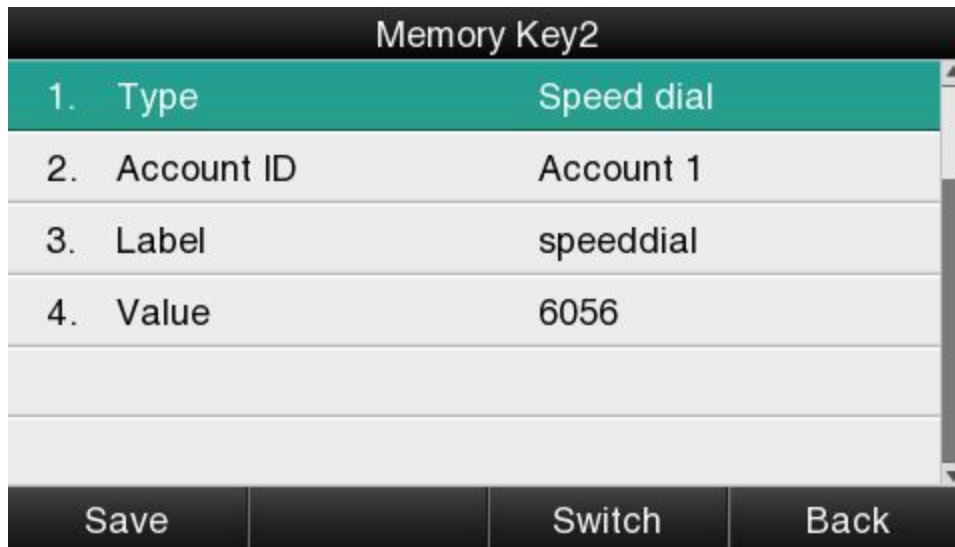 Memory Key2
1. Type Speed dial
2. Account ID Account 1
3. Label speeddial
4. Value 6056
Save Switch Back